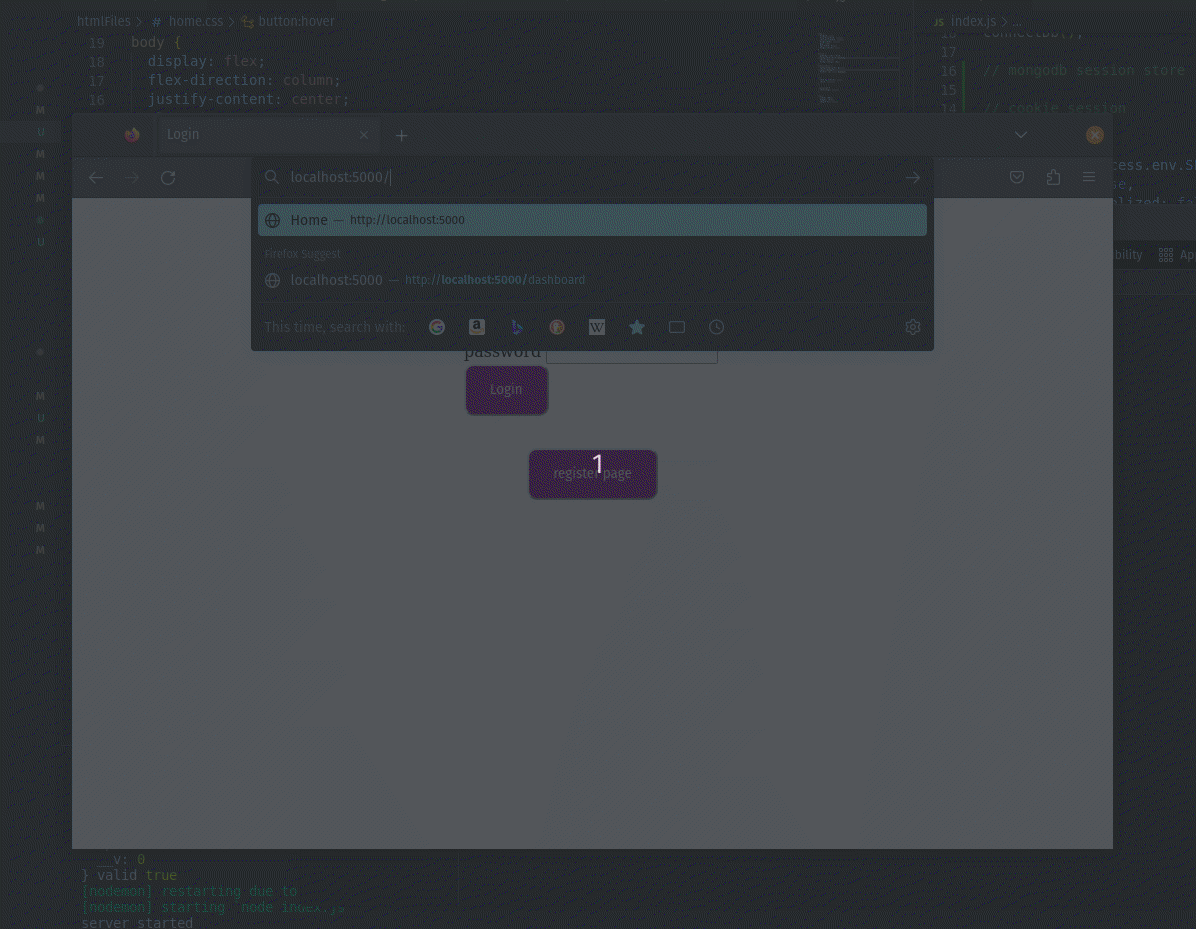 htmlFiles > # home.css > button:hover
JS index.js > ...
19 body {
18 display: flex;
17 flex-direction: column;
16 justify-content: center;
17
16 // mongodb session store
15
14 // cookie session
M
U
M
M
M
U
M
U
M
M
M
M
Login
localhost:5000/
Home — http://localhost:5000
Firefox Suggest
localhost:5000 — http://localhost:5000/dashboard
This time, search with:
password
Login
1
register page
bility
Ap
__v: 0
} valid true
[nodemon] restarting due to
[nodemon] starting `node index.js
server started